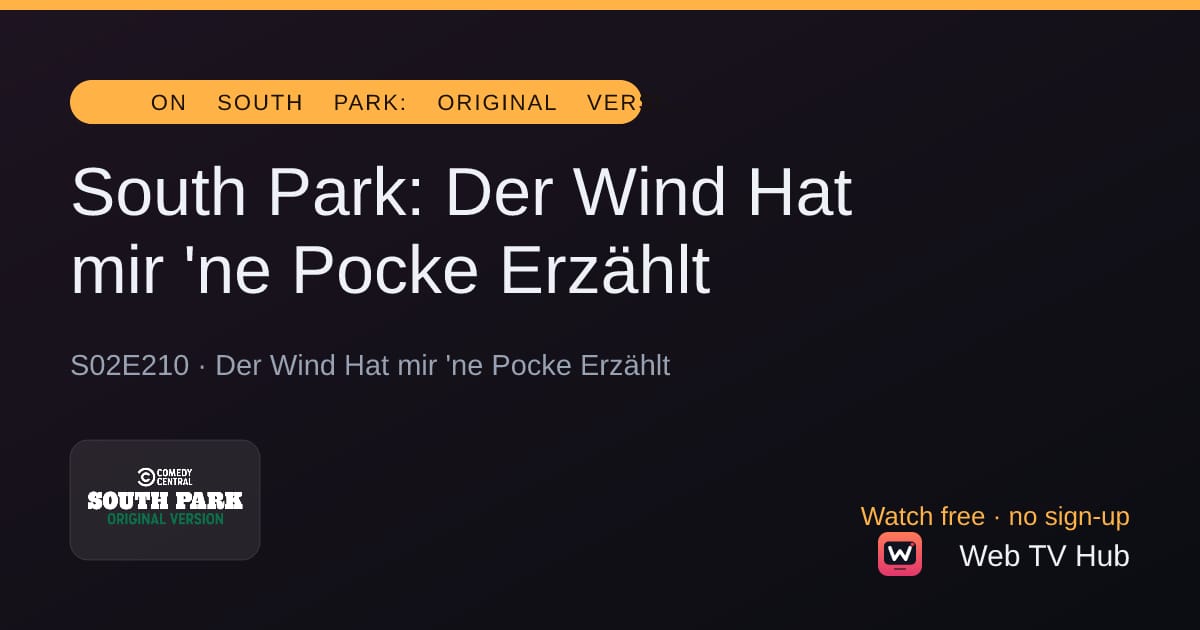 ON SOUTH PARK: ORIGINAL
South Park: Der Wind Hat
mir 'ne Pocke Erzählt
S02E210 · Der Wind Hat mir 'ne Pocke Erzählt
COMEDY
CENTRAL
SOUTH PARK
ORIGINAL VERSION
Watch free · no sign-up
Web TV Hub